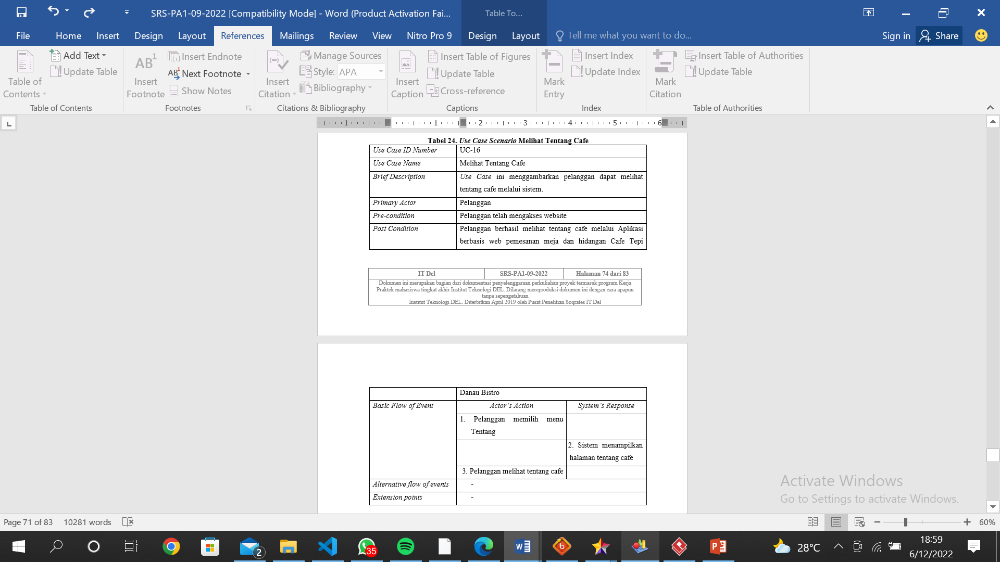 SRS-PA1-09-2022 [Compatibility Mode] - Word (Product Activation Fai...
Table To...
File Home Insert Design Layout References Mailings Review View Nitro Pro 9 Design Layout Tell me what you want to do... Sign in Share
Table of Contents
Add Text
Update Table
Table of Contents
AB1
Insert Footnote
Insert Endnote
AB1 Next Footnote
Show Notes
Footnotes
Insert Citation
Manage Sources
Style: APA
Bibliography
Citations & Bibliography
Insert Caption
Insert Table of Figures
Update Table
Cross-reference
Captions
Mark Entry
Insert Index
Update Index
Index
Mark Citation
Insert Table of Authorities
Update Table
Table of Authorities
L
1 1 2 3 4 5 6
Tabel 24. Use Case Scenario Melihat Tentang Cafe
Use Case ID Number UC-16
Use Case Name Melihat Tentang Cafe
Brief Description Use Case ini menggambarkan pelanggan dapat melihat
tentang cafe melalui sistem.
Primary Actor Pelanggan
Pre-condition Pelanggan telah mengakses website
Post Condition Pelanggan berhasil melihat tentang cafe melalui Aplikasi
berbasis web pemesanan meja dan hidangan Cafe Tepi
IT Del SRS-PA1-09-2022 Halaman 74 dari 83
Dokumen ini merupakan bagian dari dokumentasi penyelenggaraan perkuliahan proyek termasuk program Kerja
Praktek mahasiswa tingkat akhir Institut Teknologi DEL. Dilarang mereproduksi dokumen ini dengan cara apapun
tanpa sepengetahuan
Institut Teknologi DEL. Diterbitkan April 2019 oleh Pusat Penelitian Soqrates IT Del
Danau Bistro
Basic Flow of Event Actor's Action System's Response
1. Pelanggan memilih menu
Tentang
2. Sistem menampilkan
halaman tentang cafe
3. Pelanggan melihat tentang cafe
Alternative flow of events -
Extension points -
Activate Windows
Go to Settings to activate Windows.
Page 71 of 83 10281 words 60%
2 35 28°C
18:59
6/12/2022